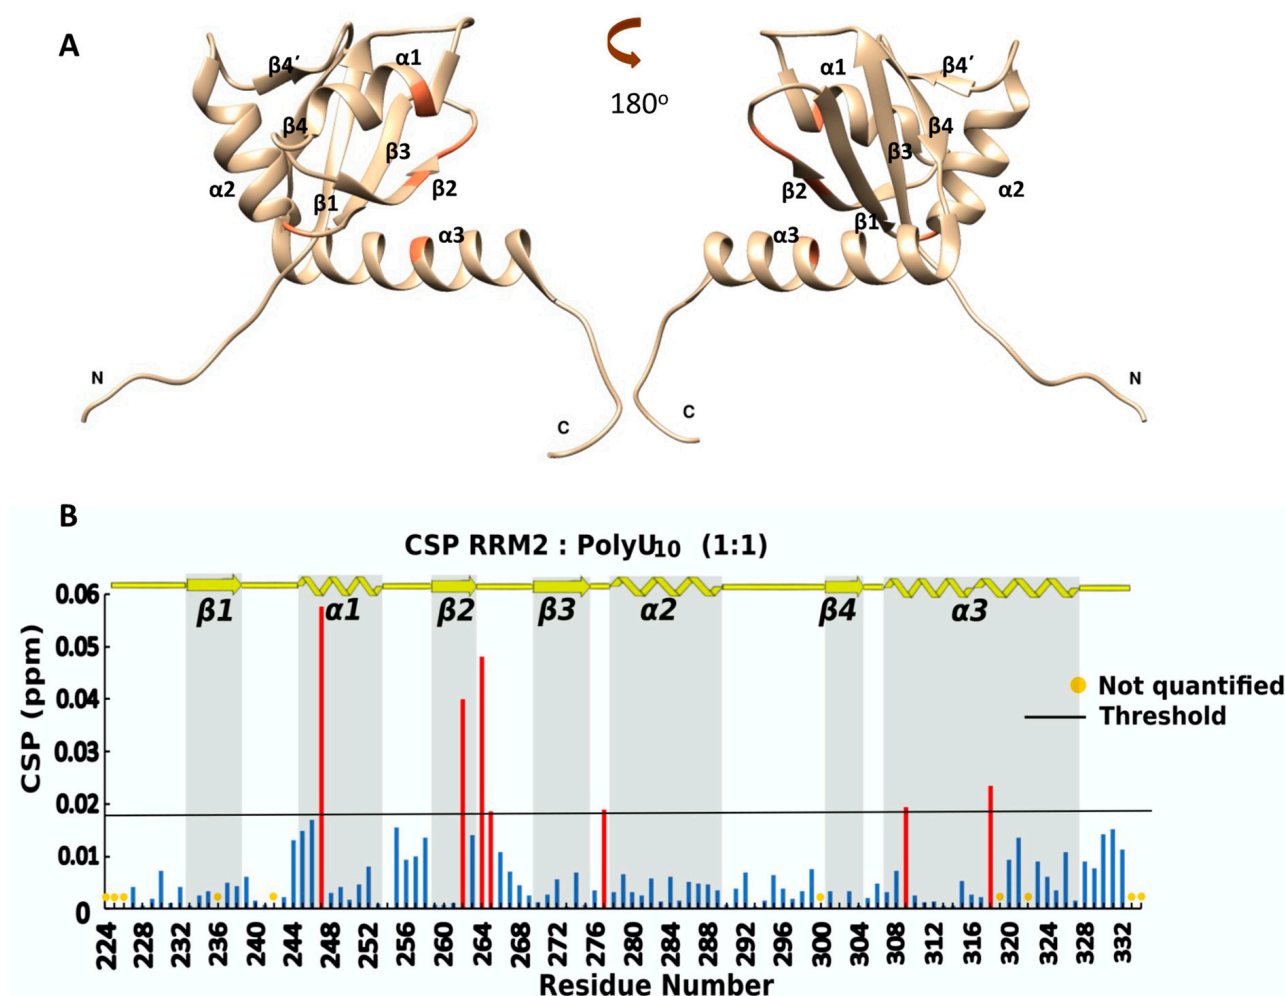 A
β4′
α1
β4
β3
α2
β2
β1
α3
N
C
180º
α1
β4′
β4
β3
β2
α2
β1
α3
N
C
B
CSP RRM2 : PolyU₁₀ (1:1)
β1
α1
β2
β3
α2
β4
α3
0.06
0.05
0.04
0.03
0.02
0.01
0
CSP (ppm)
Not quantified
Threshold
224 228 232 236 240 244 248 252 256 260 264 268 272 276 280 284 288 292 296 300 304 308 312 316 320 324 328 332
Residue Number